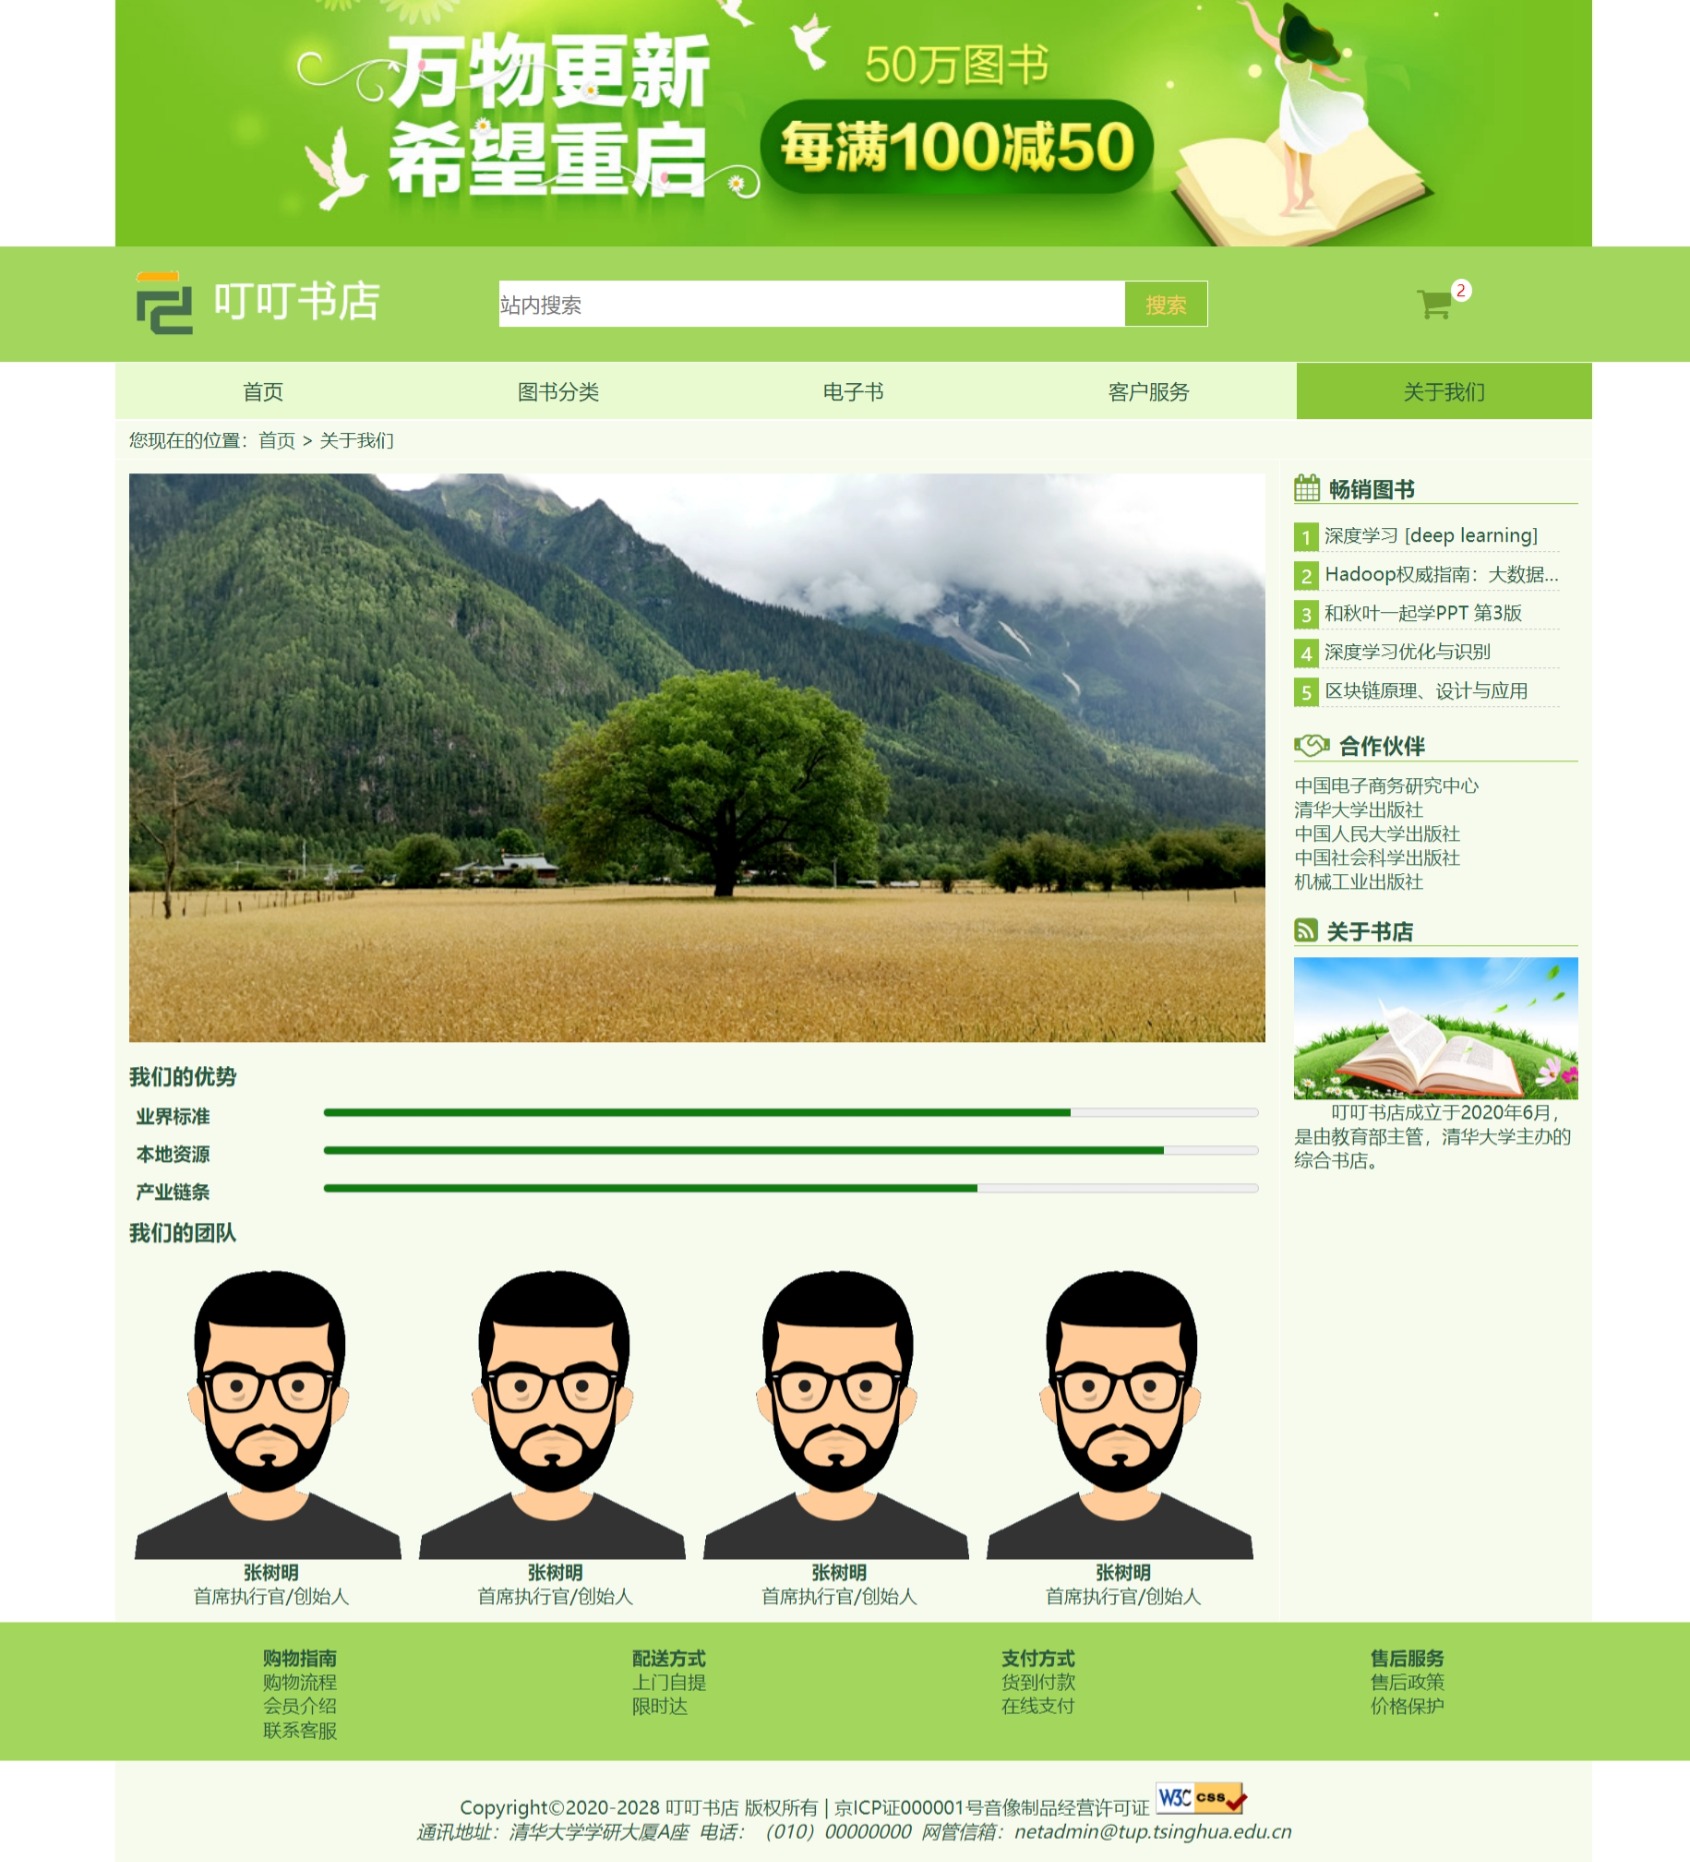 万物更新
希望重启
50万图书
每满100减50
叮叮书店
站内搜索
搜索
2
首页
图书分类
电子书
客户服务
关于我们
您现在的位置：首页 > 关于我们
畅销图书
1 深度学习 [deep learning]
2 Hadoop权威指南：大数据...
3 和秋叶一起学PPT 第3版
4 深度学习优化与识别
5 区块链原理、设计与应用
合作伙伴
中国电子商务研究中心
清华大学出版社
中国人民大学出版社
中国社会科学出版社
机械工业出版社
关于书店
叮叮书店成立于2020年6月，
是由教育部主管，清华大学主办的
综合书店。
我们的优势
业界标准
本地资源
产业链条
我们的团队
张树明
首席执行官/创始人
张树明
首席执行官/创始人
张树明
首席执行官/创始人
张树明
首席执行官/创始人
购物指南
购物流程
会员介绍
联系客服
配送方式
上门自提
限时达
支付方式
货到付款
在线支付
售后服务
售后政策
价格保护
Copyright©2020-2028 叮叮书店 版权所有 | 京ICP证000001号音像制品经营许可证 W3C css
通讯地址：清华大学学研大厦A座 电话：（010）00000000 网管信箱：netadmin@tup.tsinghua.edu.cn